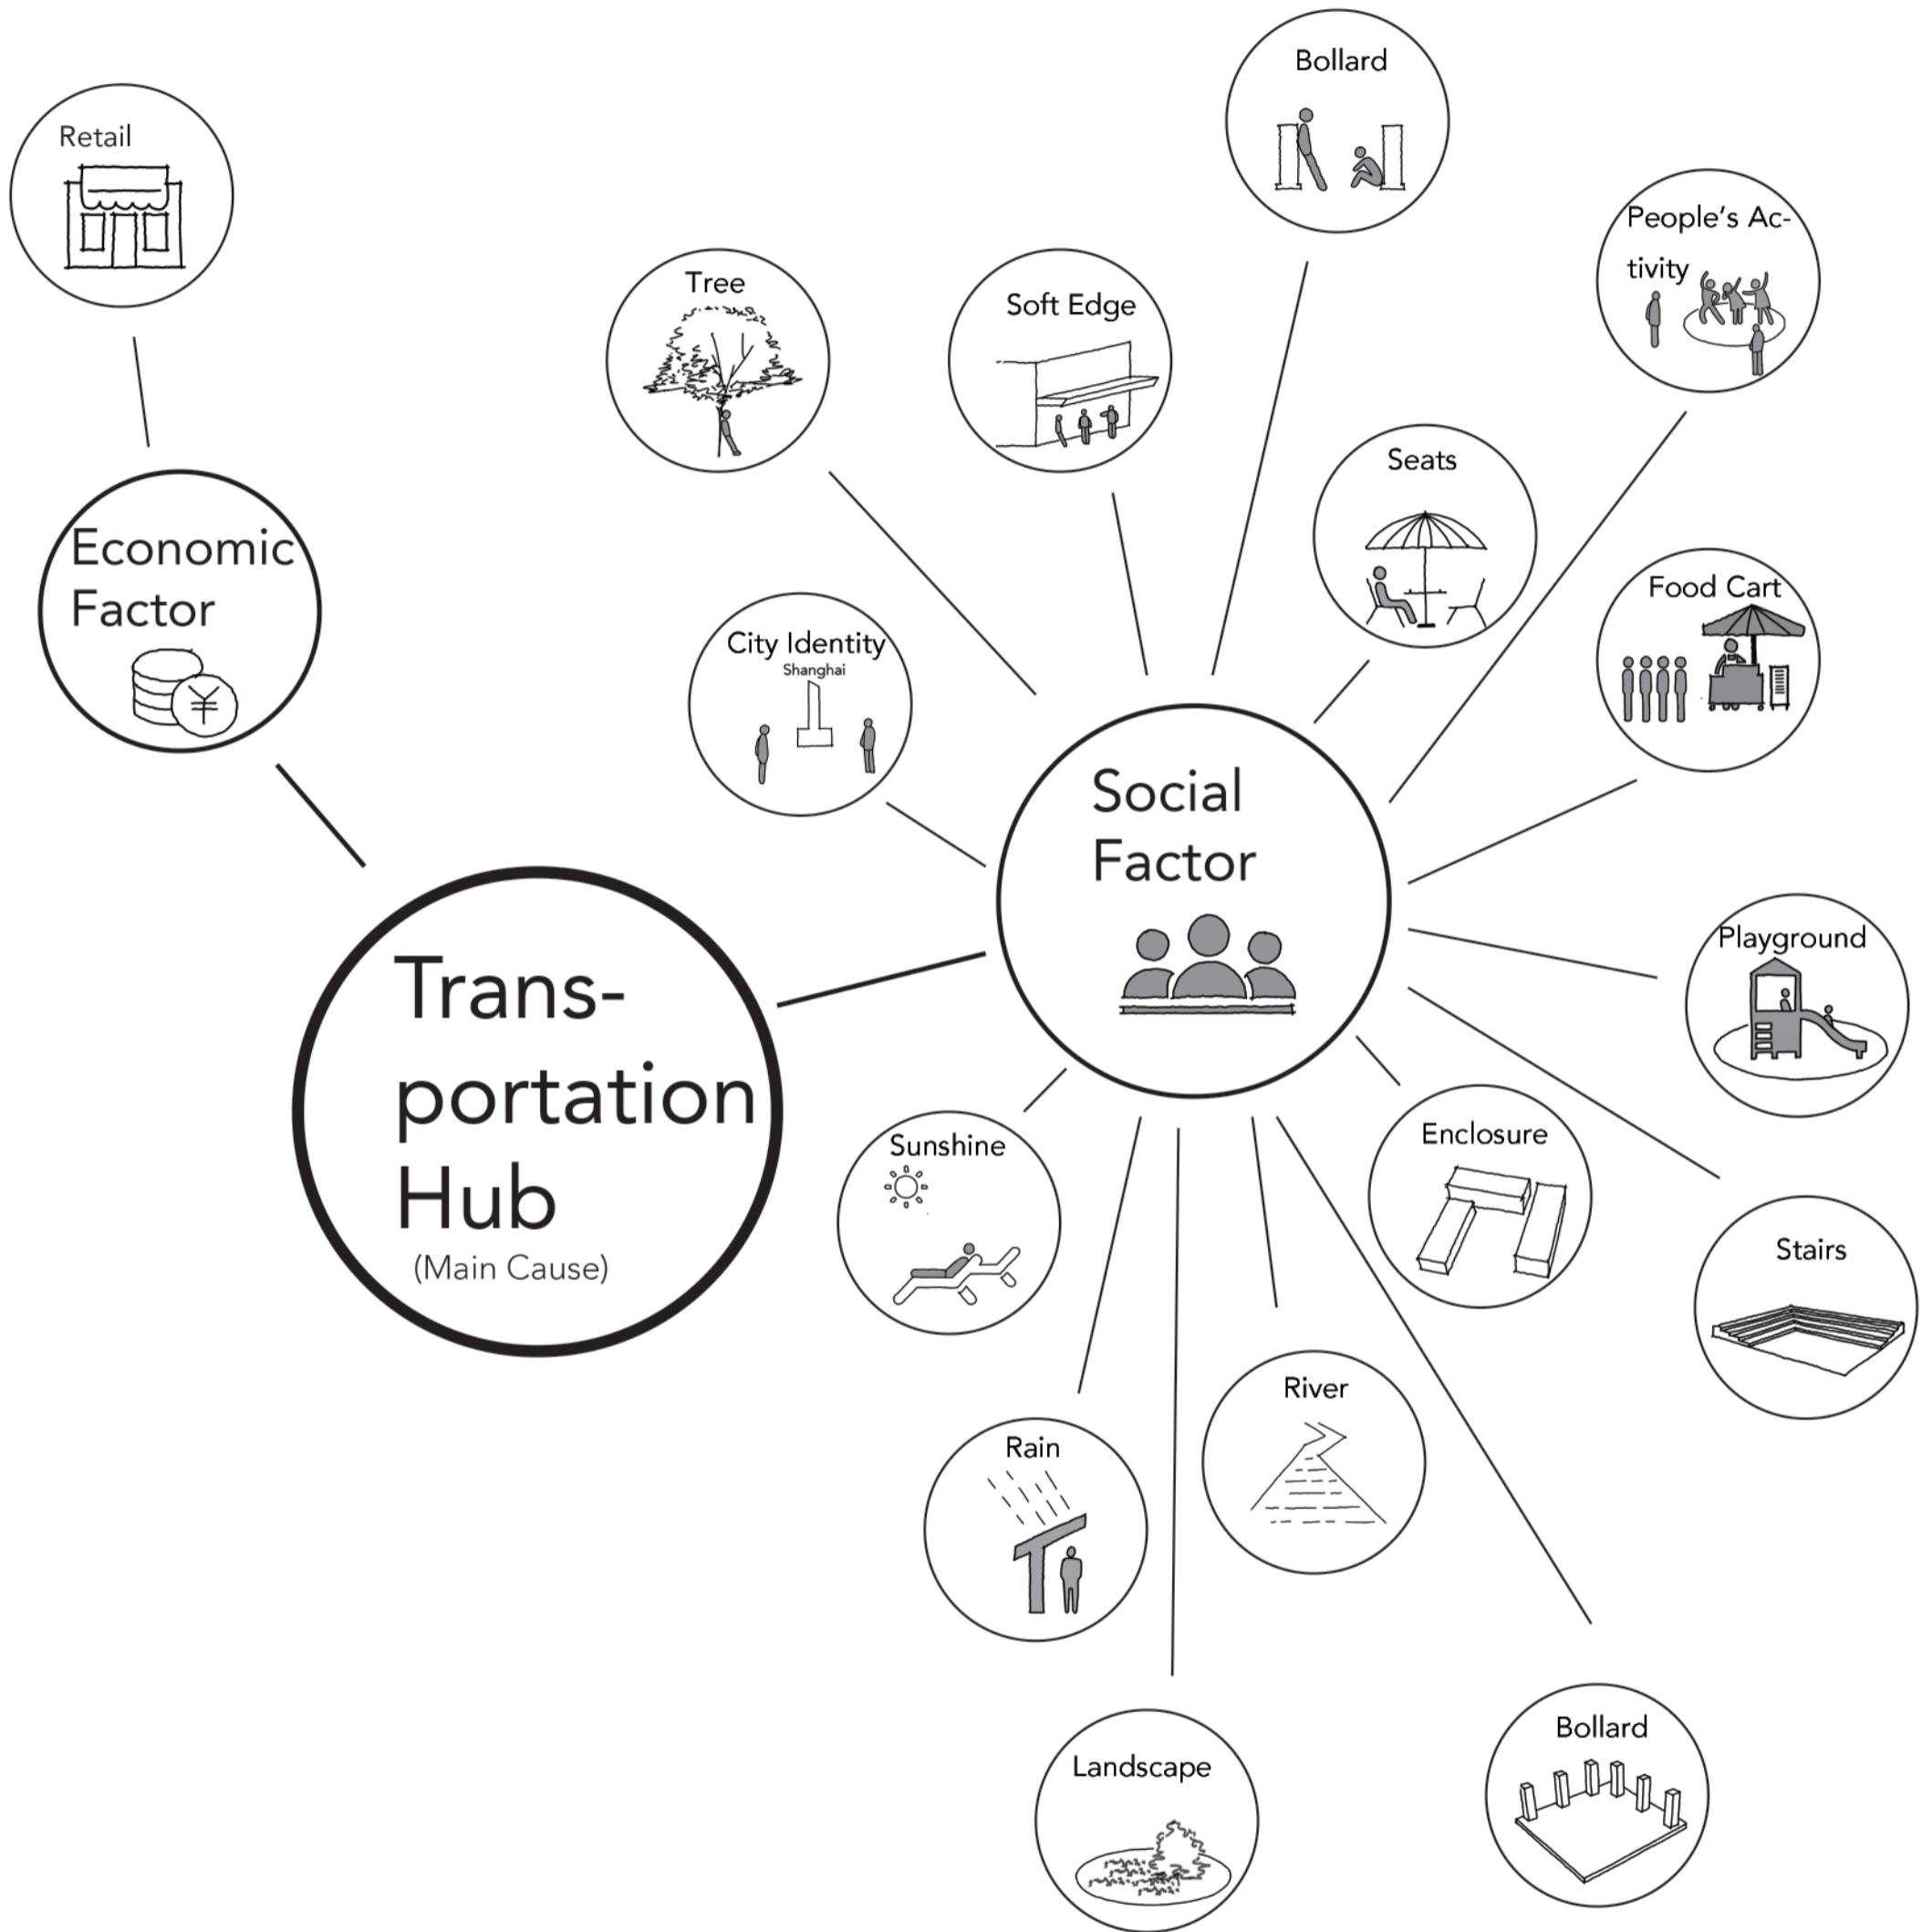 Bollard
Retail
People's Ac-
tivity
Tree
Soft Edge
Seats
Economic
Factor
¥
Food Cart
City Identity
Shanghai
Social
Factor
Playground
Trans-
portation
Hub
(Main Cause)
Sunshine
Enclosure
Stairs
River
Rain
Bollard
Landscape